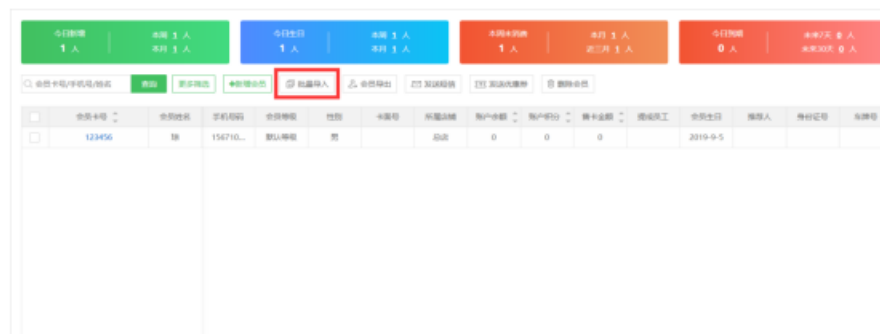 今日新增 本周 1 人 今日生日 本周 1 人 本周未消费 本月 1 人 今日到期 未来7天 0 人
1 人 本月 1 人 1 人 本月 1 人 1 人 近三月 1 人 0 人 未来30天 0 人
会员卡号/手机号/姓名 查询 更多筛选 +新增会员 批量导入 会员导出 发送短信 发送优惠券 删除会员
会员卡号 会员姓名 手机号码 会员等级 性别 卡面号 所属店铺 账户余额 账户积分 售卡金额 提成员工 会员生日 推荐人 身份证号 车牌号
123456 156710... 默认等级 男 总店 0 0 0 2019-9-5